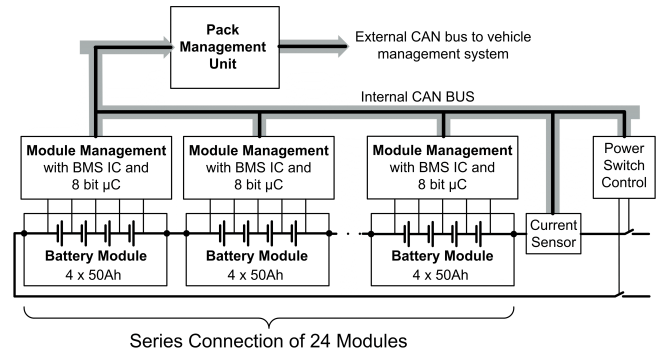 Pack
Management
Unit
External CAN bus to vehicle
management system
Internal CAN BUS
Module Management
with BMS IC and
8 bit µC
Module Management
with BMS IC and
8 bit µC
Module Management
with BMS IC and
8 bit µC
Power
Switch
Control
Battery Module
4 x 50Ah
Battery Module
4 x 50Ah
. . .
Battery Module
4 x 50Ah
Current
Sensor
Series Connection of 24 Modules